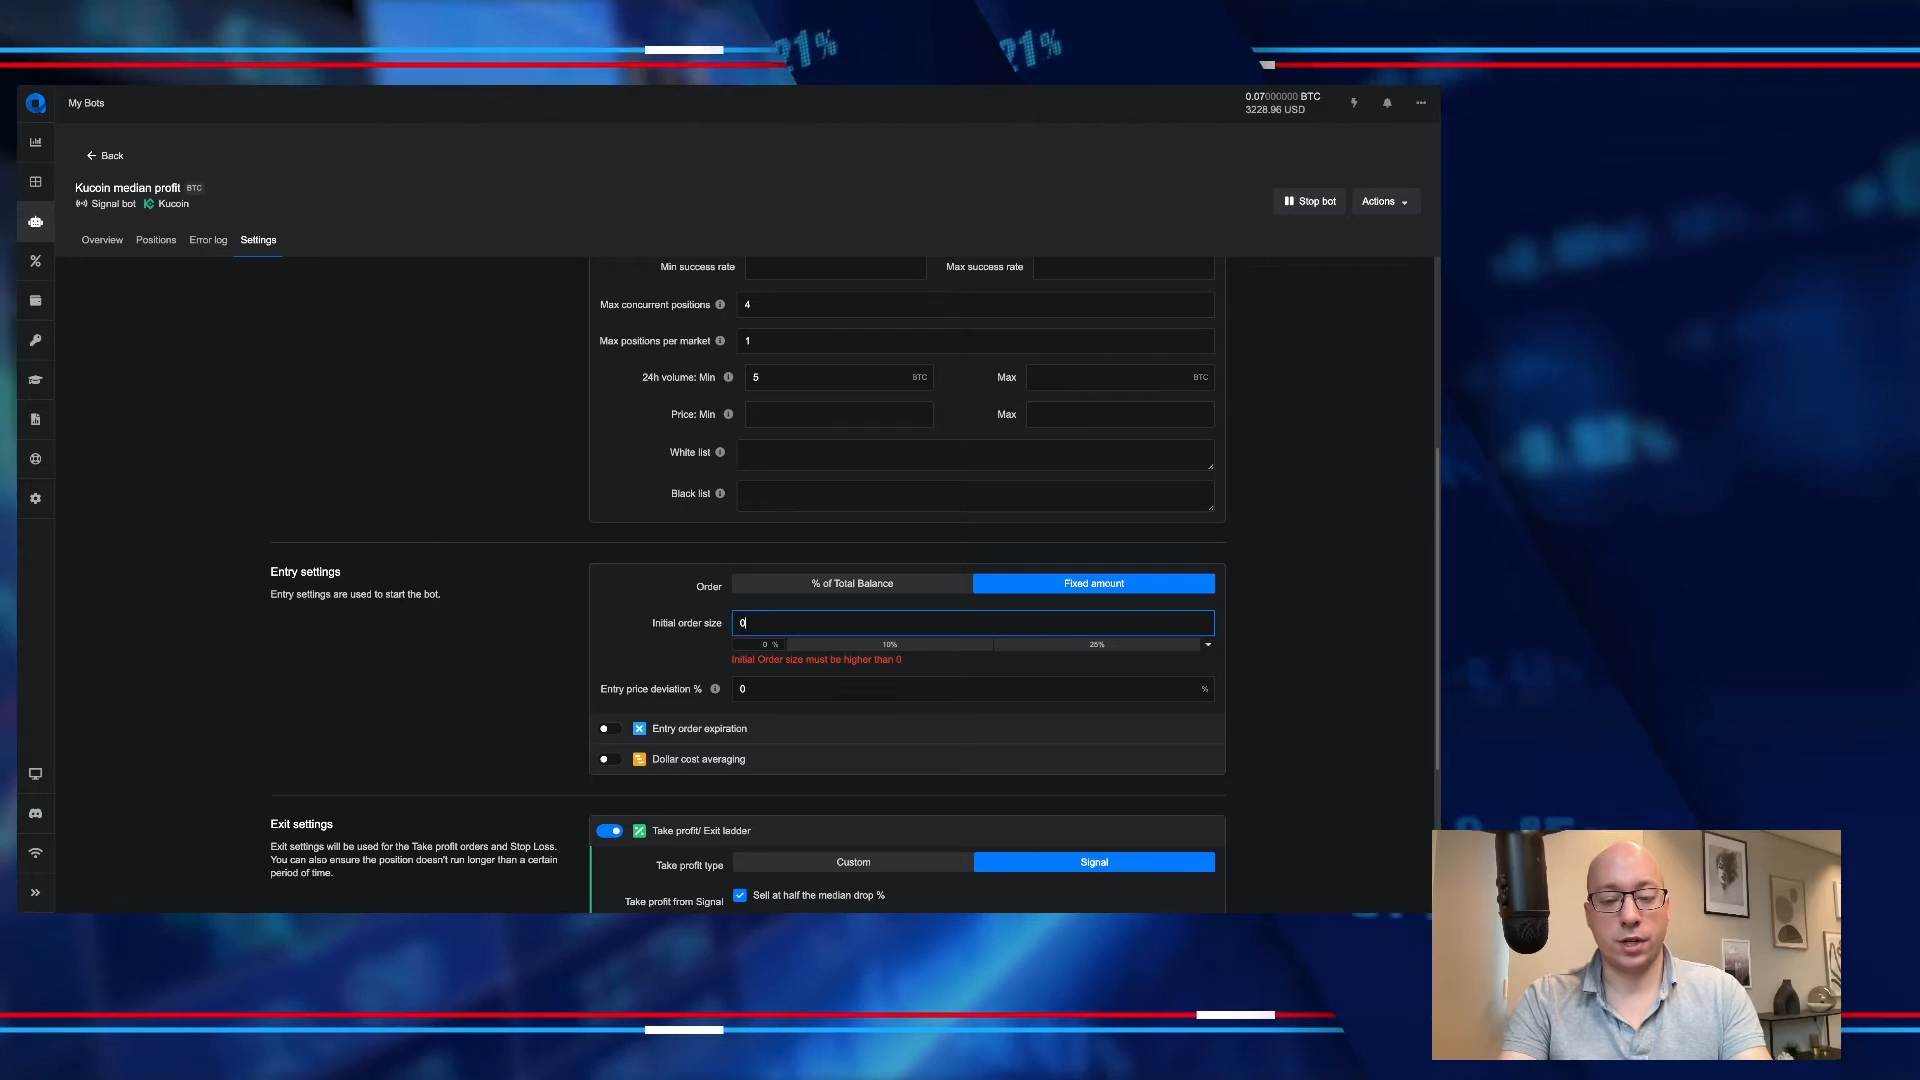 21%
21%
My Bots
0.07000000 BTC
3228.96 USD
Back
Kucoin median profit BTC
Signal bot Kucoin
Stop bot
Actions
Overview Positions Error log Settings
Min success rate
Max success rate
Max concurrent positions 4
Max positions per market 1
24h volume: Min 5 BTC
Max BTC
Price: Min
Max
White list
Black list
Entry settings
Entry settings are used to start the bot.
Order % of Total Balance Fixed amount
Initial order size 0
0 % 10% 25%
Initial Order size must be higher than 0
Entry price deviation % 0 %
Entry order expiration
Dollar cost averaging
Exit settings
Exit settings will be used for the Take profit orders and Stop Loss.
You can also ensure the position doesn't run longer than a certain
period of time.
Take profit/ Exit ladder
Take profit type Custom Signal
Take profit from Signal Sell at half the median drop %